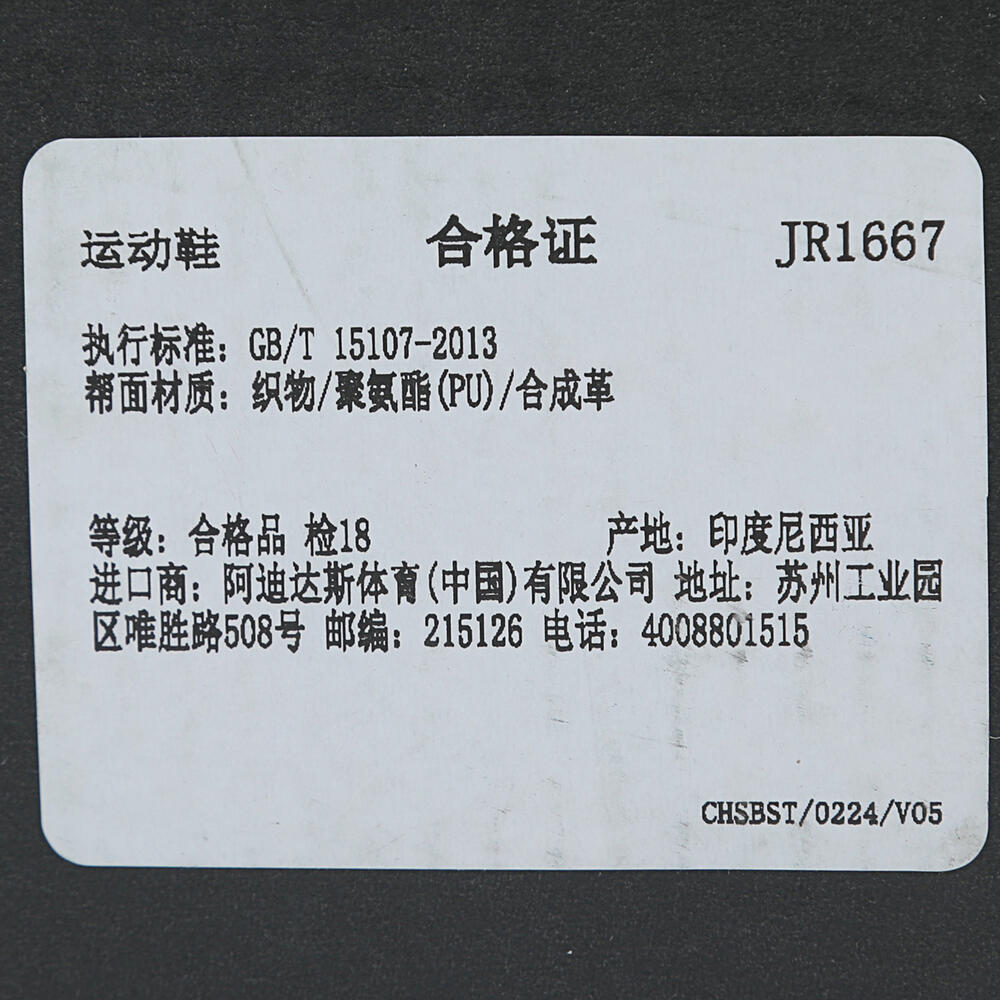 运动鞋 合格证 JR1667
执行标准：GB/T 15107-2013
帮面材质：织物/聚氨酯(PU)/合成革
等级：合格品 检18 产地：印度尼西亚
进口商：阿迪达斯体育(中国)有限公司 地址：苏州工业园
区唯胜路508号 邮编：215126 电话：4008801515
CHSBST/0224/V05